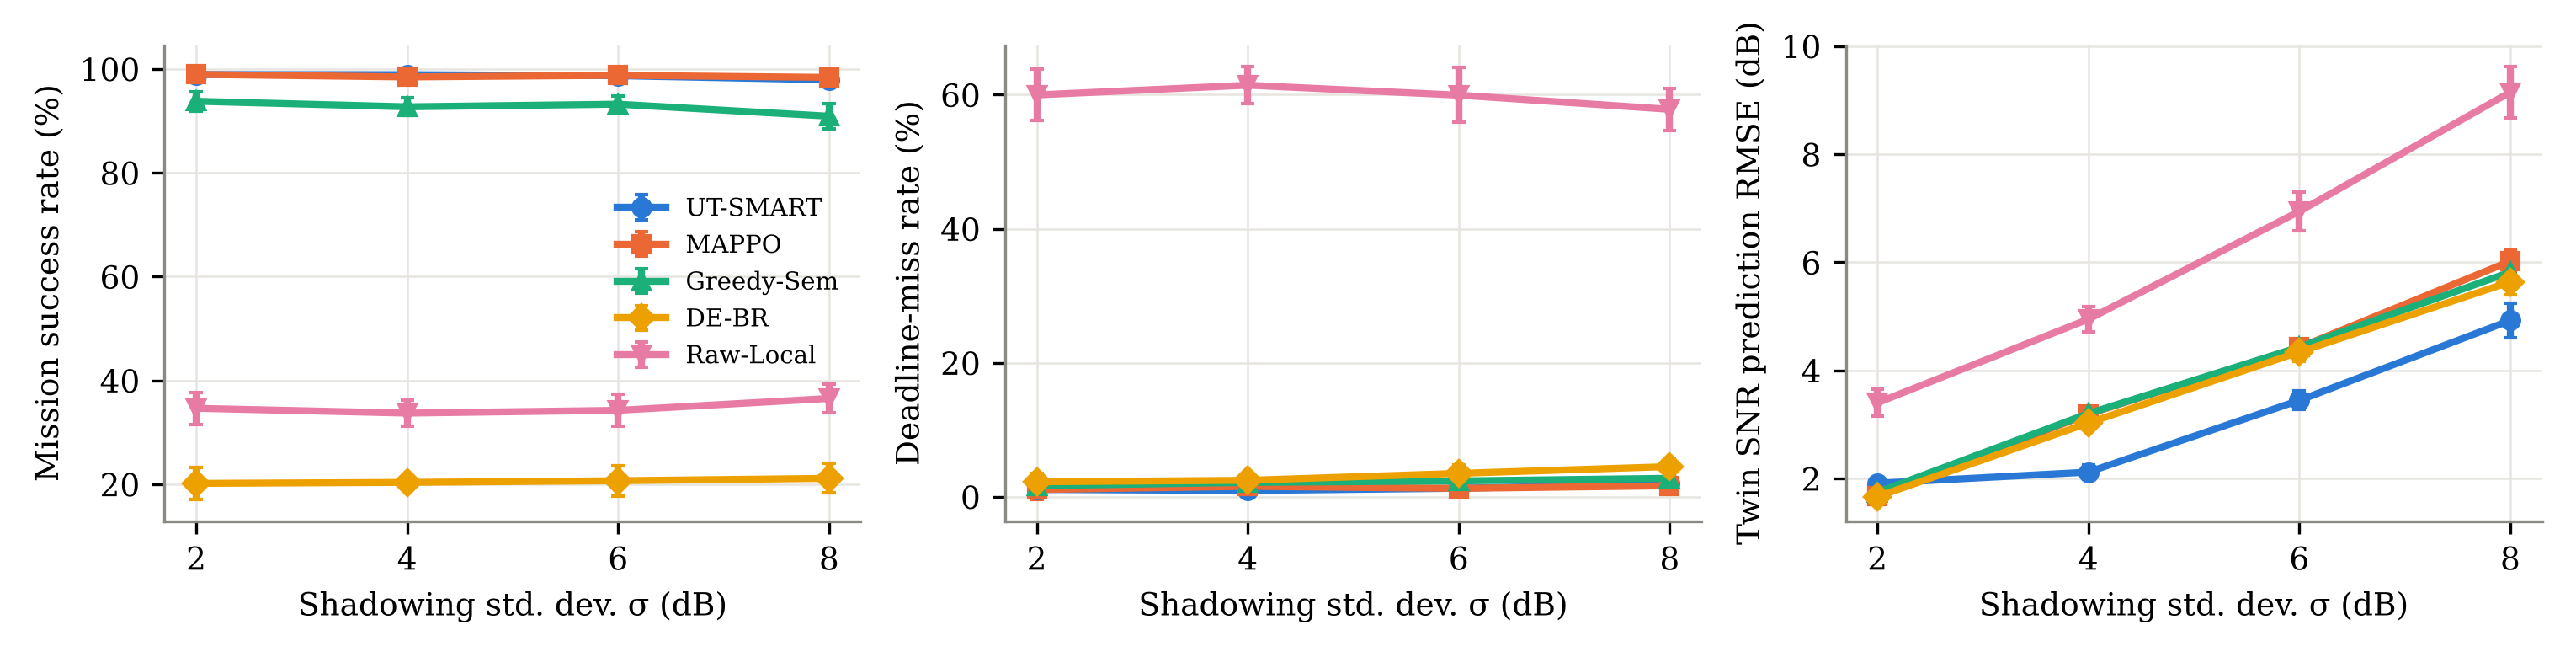 Mission success rate (%)
100
80
60
40
20
2 4 6 8
Shadowing std. dev. σ (dB)
UT-SMART
MAPPO
Greedy-Sem
DE-BR
Raw-Local
Deadline-miss rate (%)
60
40
20
0
2 4 6 8
Shadowing std. dev. σ (dB)
Twin SNR prediction RMSE (dB)
10
8
6
4
2
2 4 6 8
Shadowing std. dev. σ (dB)